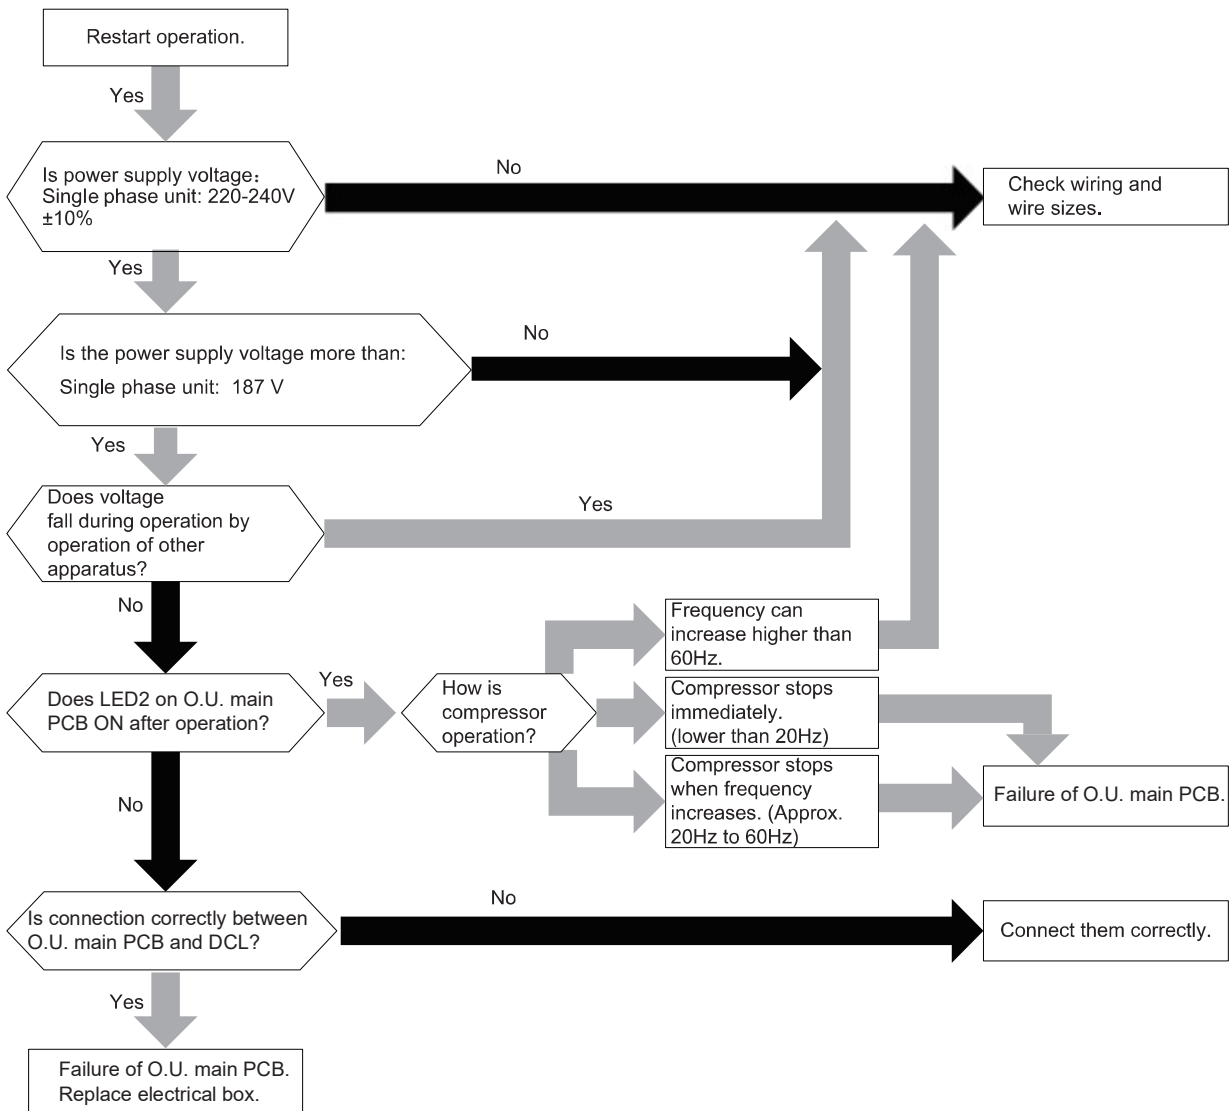 Restart operation.
Yes
Is power supply voltage:
Single phase unit: 220-240V
±10%
No
Check wiring and
wire sizes.
Yes
Is the power supply voltage more than:
Single phase unit: 187 V
No
Yes
Does voltage
fall during operation by
operation of other
apparatus?
Yes
No
Does LED2 on O.U. main
PCB ON after operation?
Yes
How is
compressor
operation?
Frequency can
increase higher than
60Hz.
Compressor stops
immediately.
(lower than 20Hz)
Compressor stops
when frequency
increases. (Approx.
20Hz to 60Hz)
Failure of O.U. main PCB.
No
Is connection correctly between
O.U. main PCB and DCL?
No
Connect them correctly.
Yes
Failure of O.U. main PCB.
Replace electrical box.